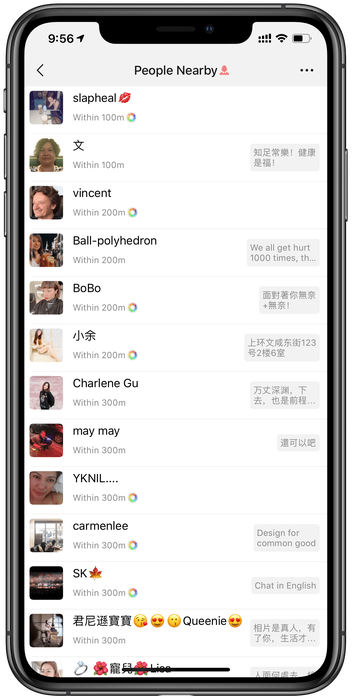 9:56
People Nearby
slapheal💋
Within 100m
文
Within 100m
知足常樂！健康
是福！
vincent
Within 200m
Ball-polyhedron
Within 200m
We all get hurt
1000 times, th...
BoBo
Within 200m
面對著你無奈
+無奈！
小余
Within 200m
上环文咸东街123
号2楼6室
Charlene Gu
Within 300m
万丈深渊，下
去，也是前程...
may may
Within 300m
還可以吧
YKNIL....
Within 300m
carmenlee
Within 300m
Design for
common good
SK🍁
Within 300m
Chat in English
君尼遜寶寶😘😍😗Queenie😍
Within 300m
相片是真人，有
了你，生活才...
💍 🌺寵兒🌺Lisa